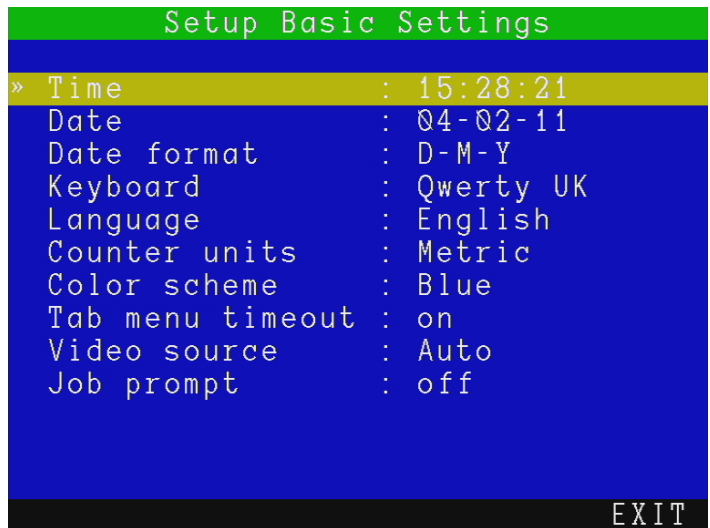 Setup Basic Settings
» Time : 15:28:21
Date : 04-02-11
Date format : D-M-Y
Keyboard : Qwerty UK
Language : English
Counter units : Metric
Color scheme : Blue
Tab menu timeout : on
Video source : Auto
Job prompt : off
EXIT